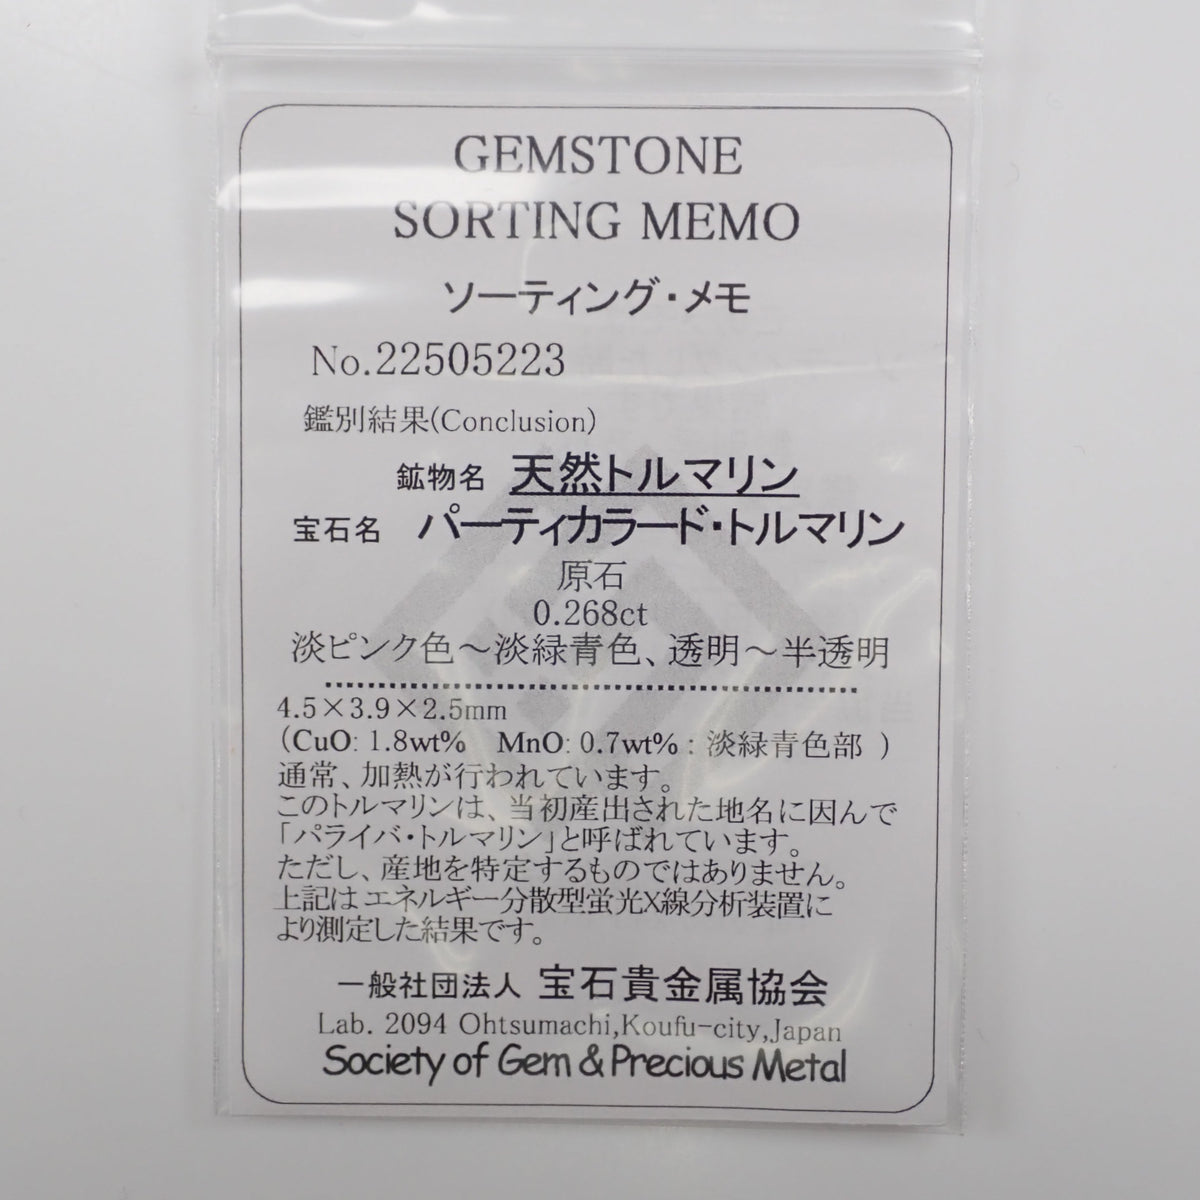 GEMSTONE
SORTING MEMO
ソーティング・メモ
No.22505223
鑑別結果(Conclusion)
鉱物名 天然トルマリン
宝石名 パーティカラード・トルマリン
原石
0.268ct
淡ピンク色～淡緑青色、透明～半透明
4.5×3.9×2.5mm
(CuO: 1.8wt% MnO: 0.7wt% : 淡緑青色部 )
通常、加熱が行われています。
このトルマリンは、当初産出された地名に因んで
「パライバ・トルマリン」と呼ばれています。
ただし、産地を特定するものではありません。
上記はエネルギー分散型蛍光X線分析装置に
より測定した結果です。
一般社団法人 宝石貴金属協会
Lab. 2094 Ohtsumachi,Koufu-city,Japan
Society of Gem & Precious Metal